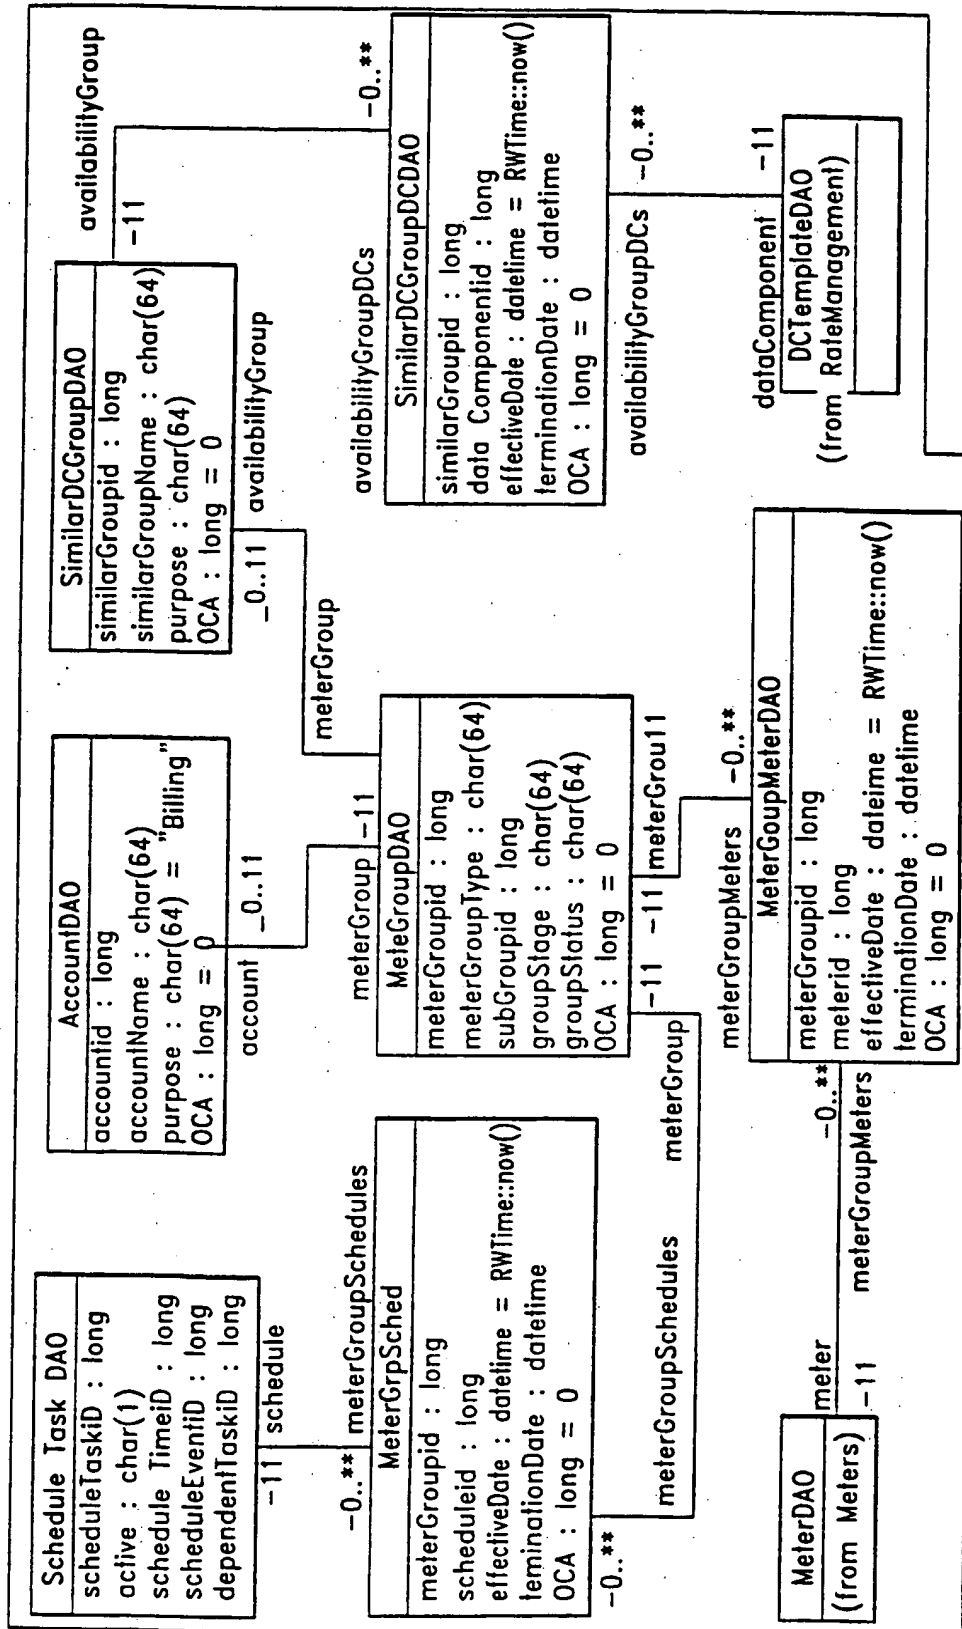 Schedule Task DAO
scheduleTaskiD : long
active : char(1)
schedule TimeiD : long
scheduleEventiD : long
dependentTaskiD : long
-11 schedule
-0..** meterGroupSchedules
MeterGrpSched
meterGroupid : long
scheduleid : long
effectiveDate : datetime = RWTime::now()
teminationDate : datetime
OCA : long = 0
-0..**
meterGroupSchedules
meterGroup
MeterDAO
(from Meters)
meter
-11
meterGroupMeters
-0..**
AccountDAO
accountid : long
accountName : char(64)
purpose : char(64) = "Billing"
OCA : long = 0
account _0..11
meterGroup -11
MeteGroupDAO
meterGroupid : long
meterGroupType : char(64)
subGroupid : long
groupStage : char(64)
groupStatus : char(64)
OCA : long = 0
-11 -11 meterGrou11
meterGroupMeters -0..**
MeterGoupMeterDAO
meterGroupid : long
meterid : long
effectiveDate : dateime = RWTime::now()
terminationDate : datetime
OCA : long = 0
SimilarDCGroupDAO
similarGroupid : long
similarGroupName : char(64)
purpose : char(64)
OCA : long = 0
_0..11 availabilityGroup
meterGroup
-11 availabilityGroup
availabilityGroupDCs -0..**
SimilarDCGroupDCDAO
similarGroupid : long
data Componentid : long
effectiveDate : datetime = RWTime::now()
terminationDate : datetime
OCA : long = 0
availabilityGroupDCs -0..**
dataComponent -11
DCTemplateDAO
(from RateManagement)